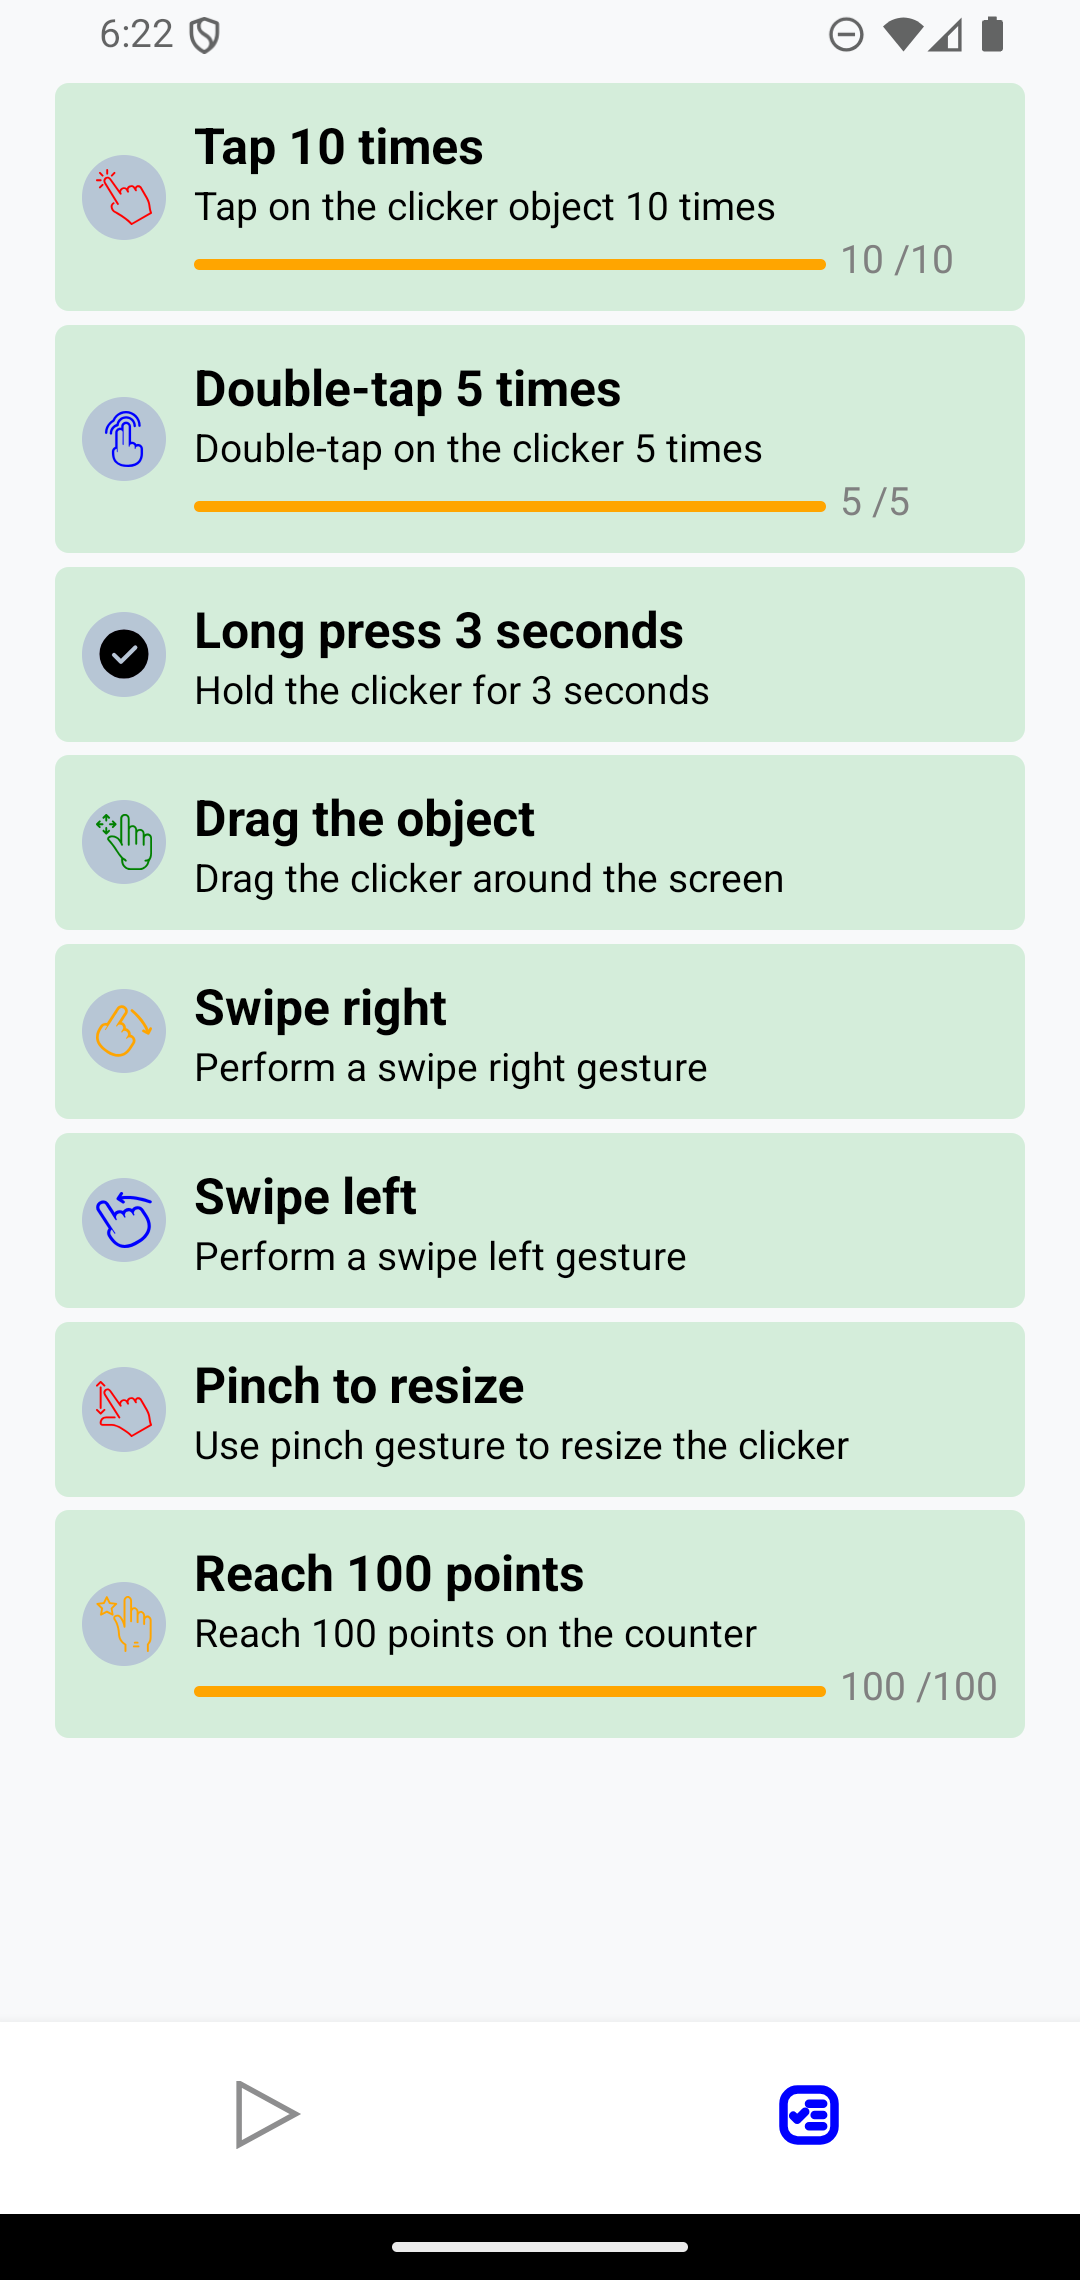 6:22
Tap 10 times
Tap on the clicker object 10 times
10 /10
Double-tap 5 times
Double-tap on the clicker 5 times
5 /5
Long press 3 seconds
Hold the clicker for 3 seconds
Drag the object
Drag the clicker around the screen
Swipe right
Perform a swipe right gesture
Swipe left
Perform a swipe left gesture
Pinch to resize
Use pinch gesture to resize the clicker
Reach 100 points
Reach 100 points on the counter
100 /100